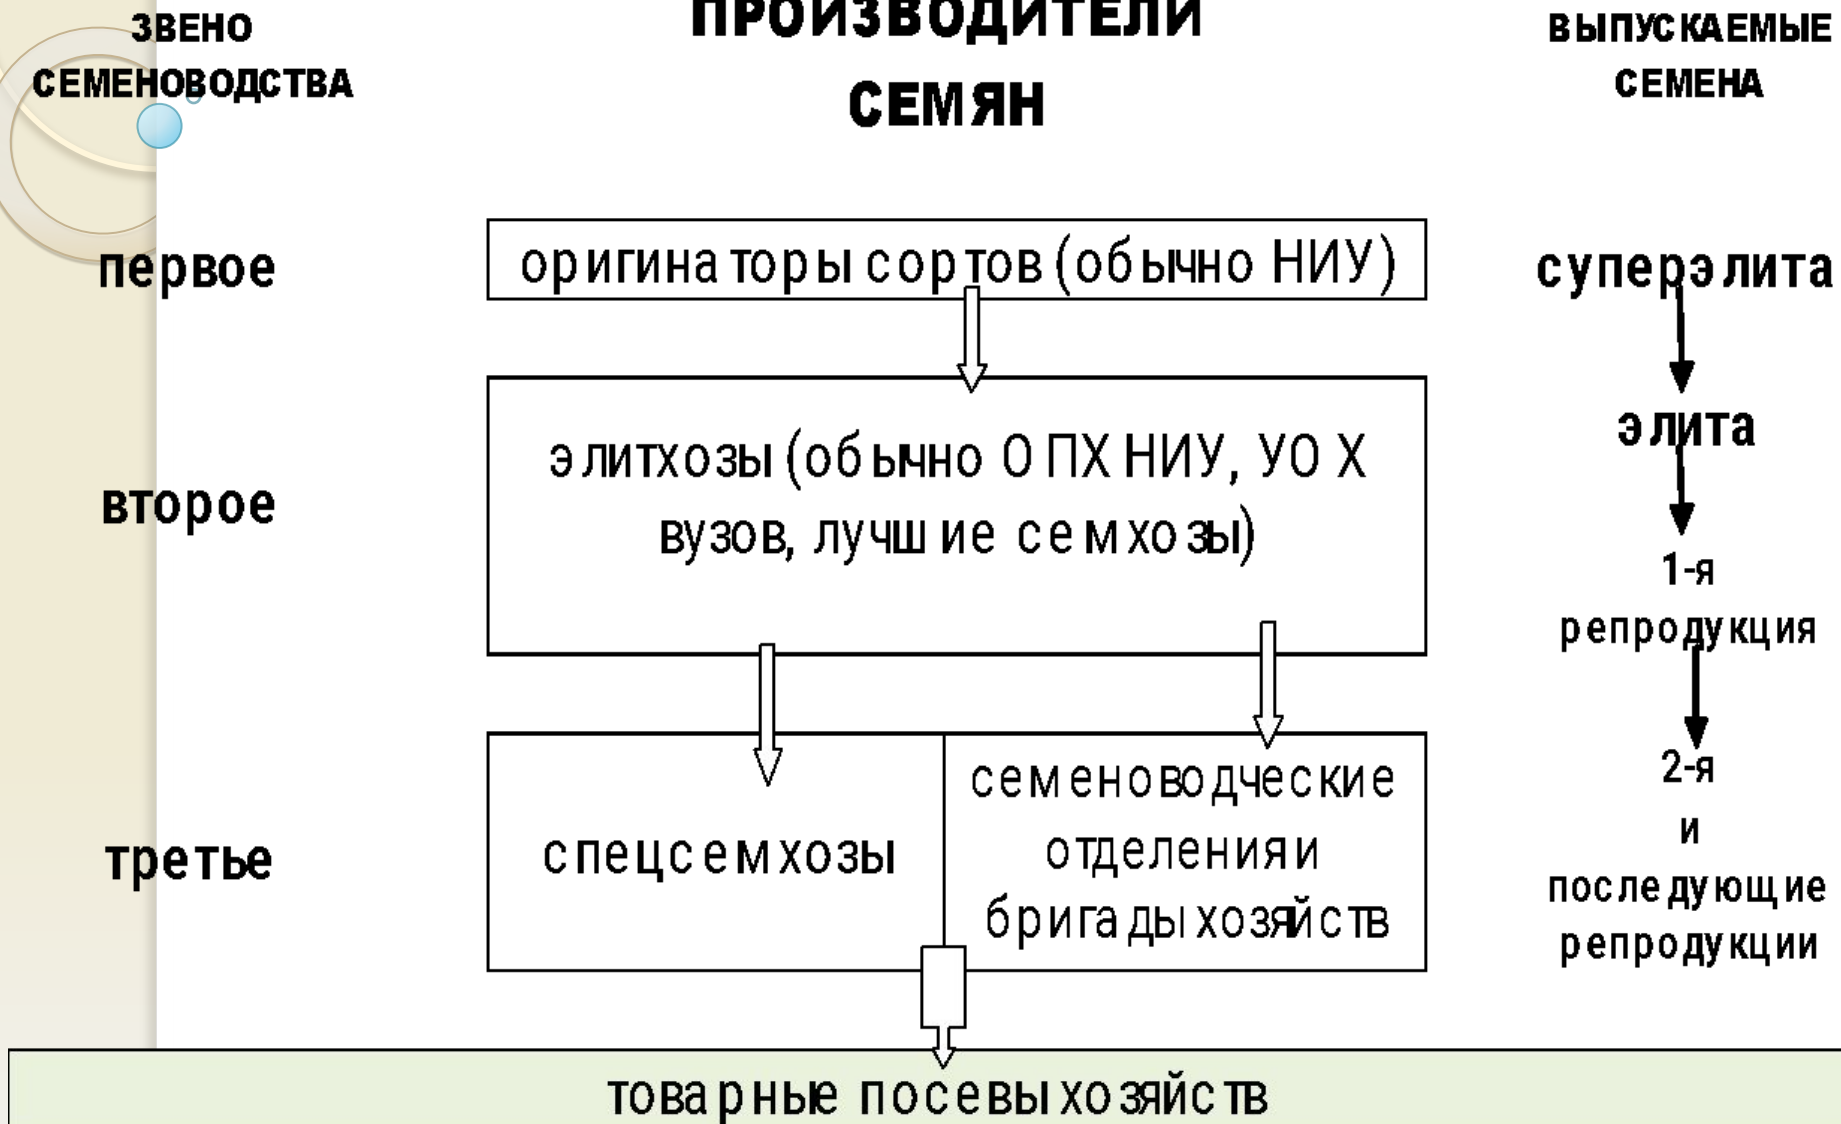 ЗВЕНО
СЕМЕНОВОДСТВА
ПРОИЗВОДИТЕЛИ
СЕМЯН
ВЫПУСКАЕМЫЕ
СЕМЕНА
первое
оригинаторы сортов (обычно НИУ)
суперэлита
второе
элитхозы (обычно ОПХ НИУ, УОХ
вузов, лучшие семхозы)
элита
1-я
репродукция
третье
спецсемхозы
семеноводческие
отделения и
бригады хозяйств
2-я
и
последующие
репродукции
товарные посевы хозяйств